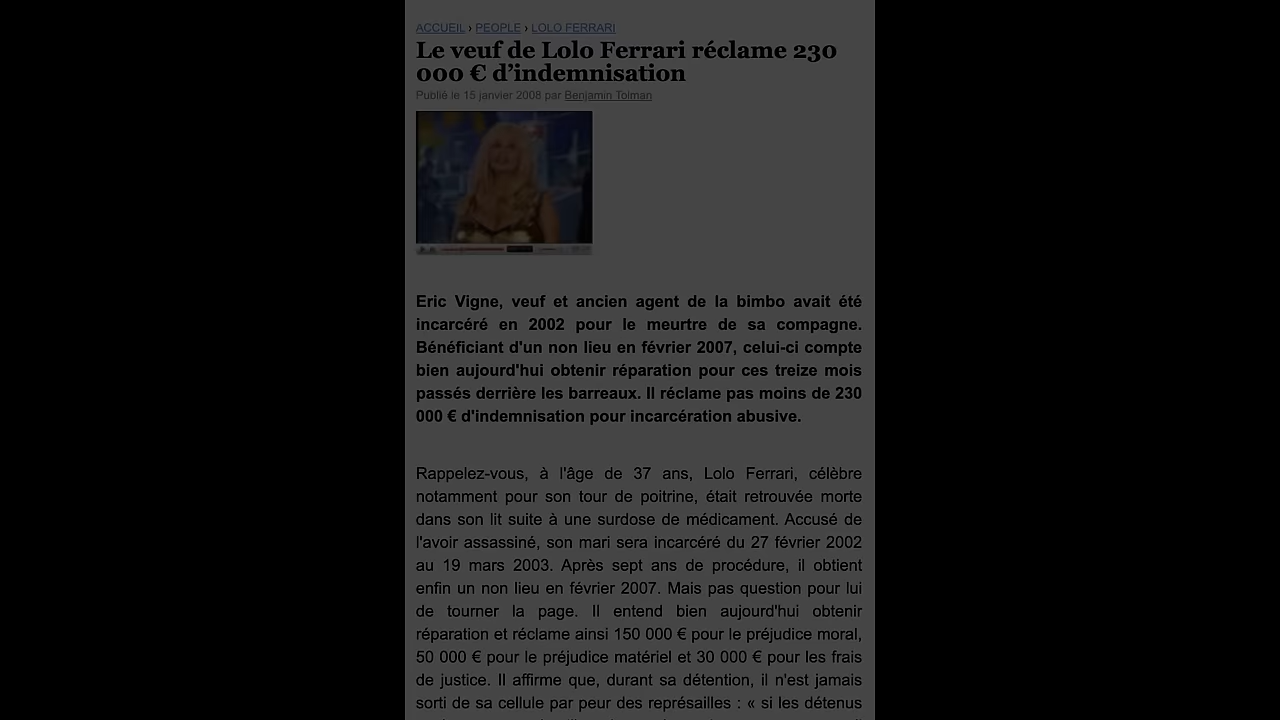 ACCUEIL › PEOPLE › LOLO FERRARI
Le veuf de Lolo Ferrari réclame 230
000 € d’indemnisation
Publié le 15 janvier 2008 par Benjamin Tolman
Eric Vigne, veuf et ancien agent de la bimbo avait été
incarcéré en 2002 pour le meurtre de sa compagne.
Bénéficiant d'un non lieu en février 2007, celui-ci compte
bien aujourd'hui obtenir réparation pour ces treize mois
passés derrière les barreaux. Il réclame pas moins de 230
000 € d'indemnisation pour incarcération abusive.
Rappelez-vous, à l'âge de 37 ans, Lolo Ferrari, célèbre
notamment pour son tour de poitrine, était retrouvée morte
dans son lit suite à une surdose de médicament. Accusé de
l'avoir assassiné, son mari sera incarcéré du 27 février 2002
au 19 mars 2003. Après sept ans de procédure, il obtient
enfin un non lieu en février 2007. Mais pas question pour lui
de tourner la page. Il entend bien aujourd'hui obtenir
réparation et réclame ainsi 150 000 € pour le préjudice moral,
50 000 € pour le préjudice matériel et 30 000 € pour les frais
de justice. Il affirme que, durant sa détention, il n'est jamais
sorti de sa cellule par peur des représailles : « si les détenus